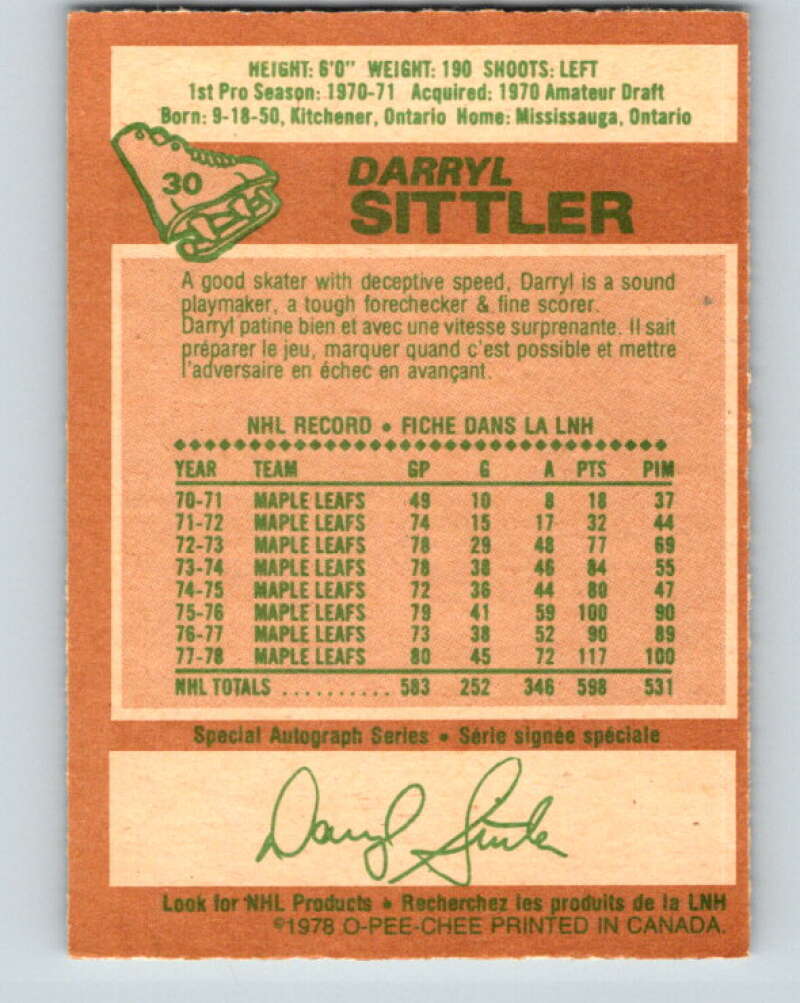 HEIGHT: 6'0" WEIGHT: 190 SHOOTS: LEFT
1st Pro Season: 1970-71 Acquired: 1970 Amateur Draft
Born: 9-18-50, Kitchener, Ontario Home: Mississauga, Ontario
30
DARRYL
SITTLER
A good skater with deceptive speed, Darryl is a sound
playmaker, a tough forechecker & fine scorer.
Darryl patine bien et avec une vitesse surprenante. Il sait
préparer le jeu, marquer quand c'est possible et mettre
l'adversaire en échec en avançant.
NHL RECORD • FICHE DANS LA LNH
YEAR TEAM GP G A PTS PIM
70-71 MAPLE LEAFS 49 10 8 18 37
71-72 MAPLE LEAFS 74 15 17 32 44
72-73 MAPLE LEAFS 78 29 48 77 69
73-74 MAPLE LEAFS 78 38 46 84 55
74-75 MAPLE LEAFS 72 36 44 80 47
75-76 MAPLE LEAFS 79 41 59 100 90
76-77 MAPLE LEAFS 73 38 52 90 89
77-78 MAPLE LEAFS 80 45 72 117 100
NHL TOTALS .......... 583 252 346 598 531
Special Autograph Series • Série signée spéciale
Darryl Sittler
Look for NHL Products • Recherchez les produits de la LNH
©1978 O-PEE-CHEE PRINTED IN CANADA.